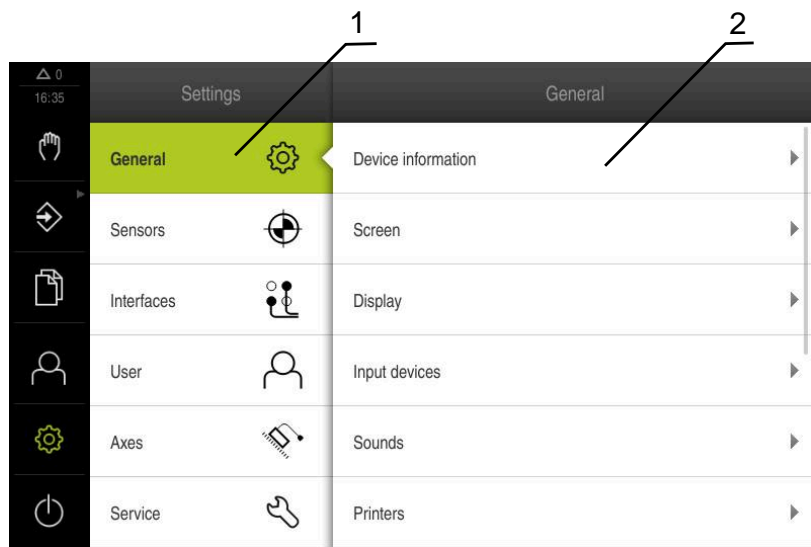 1
2
△ 0
16:35
Settings
General
General
Device information
Sensors
Screen
Interfaces
Display
User
Input devices
Axes
Sounds
Service
Printers